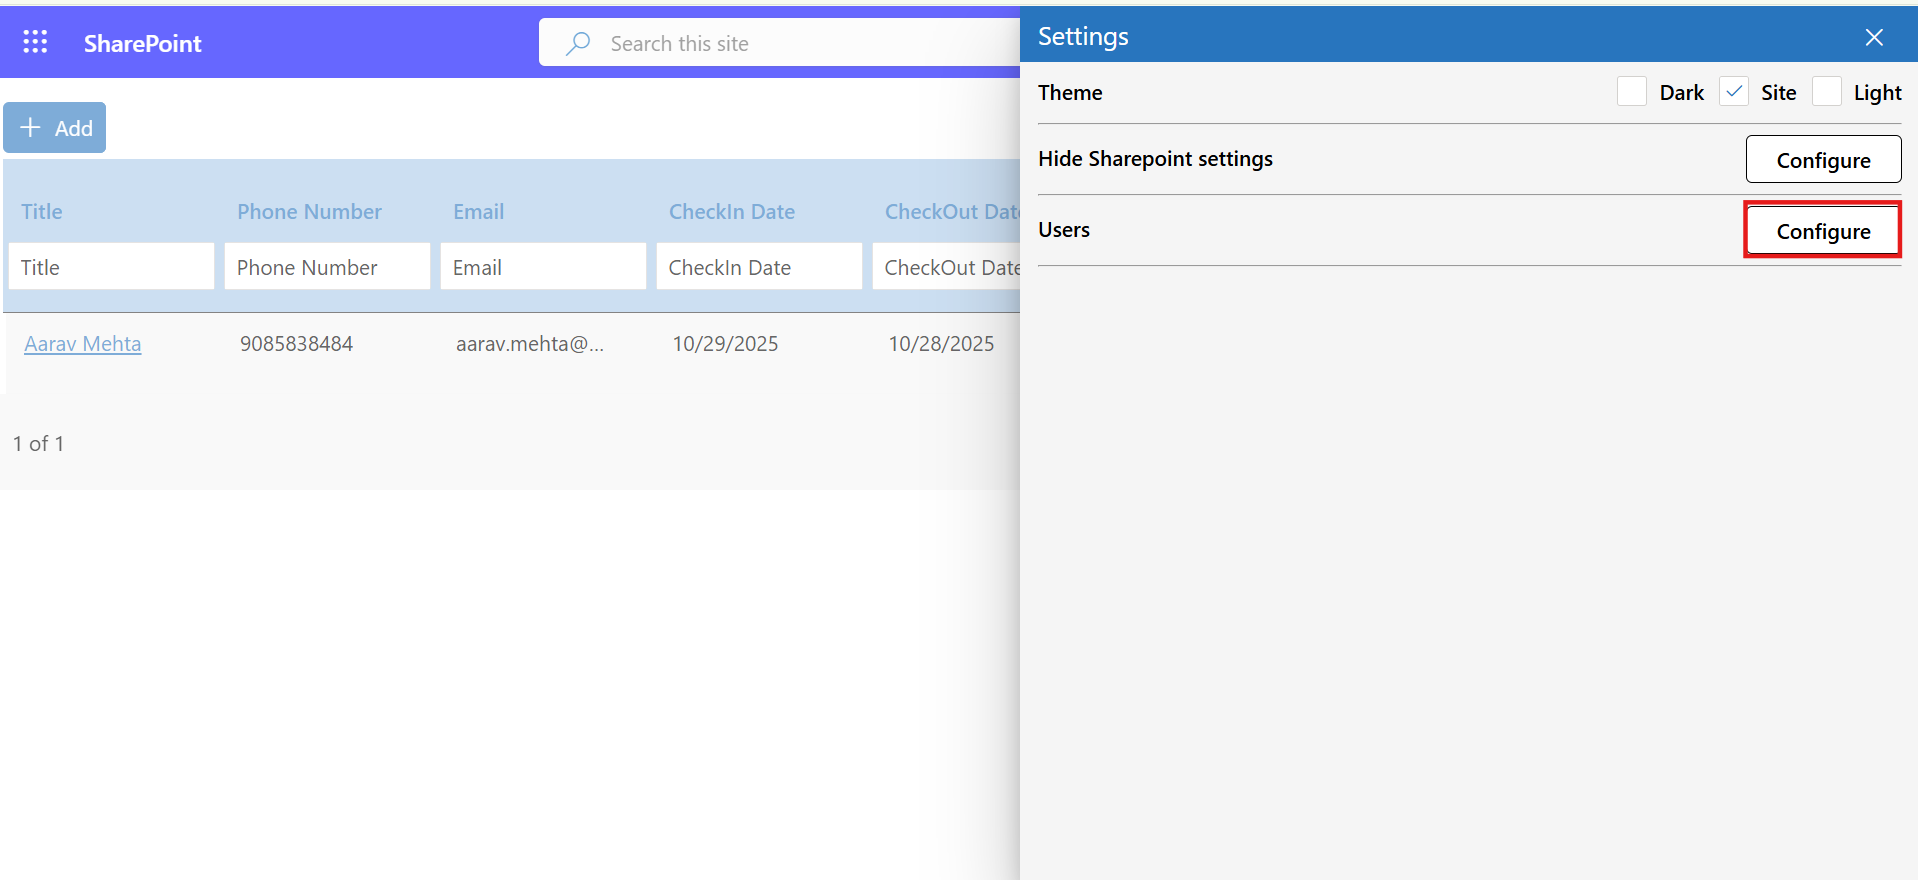 SharePoint
Search this site
Settings
Theme
Dark
Site
Light
Add
Hide Sharepoint settings
Configure
Title Phone Number Email CheckIn Date CheckOut Dat
Users
Configure
Title Phone Number Email CheckIn Date CheckOut Date
Aarav Mehta 9085838484 aarav.mehta@... 10/29/2025 10/28/2025
1 of 1